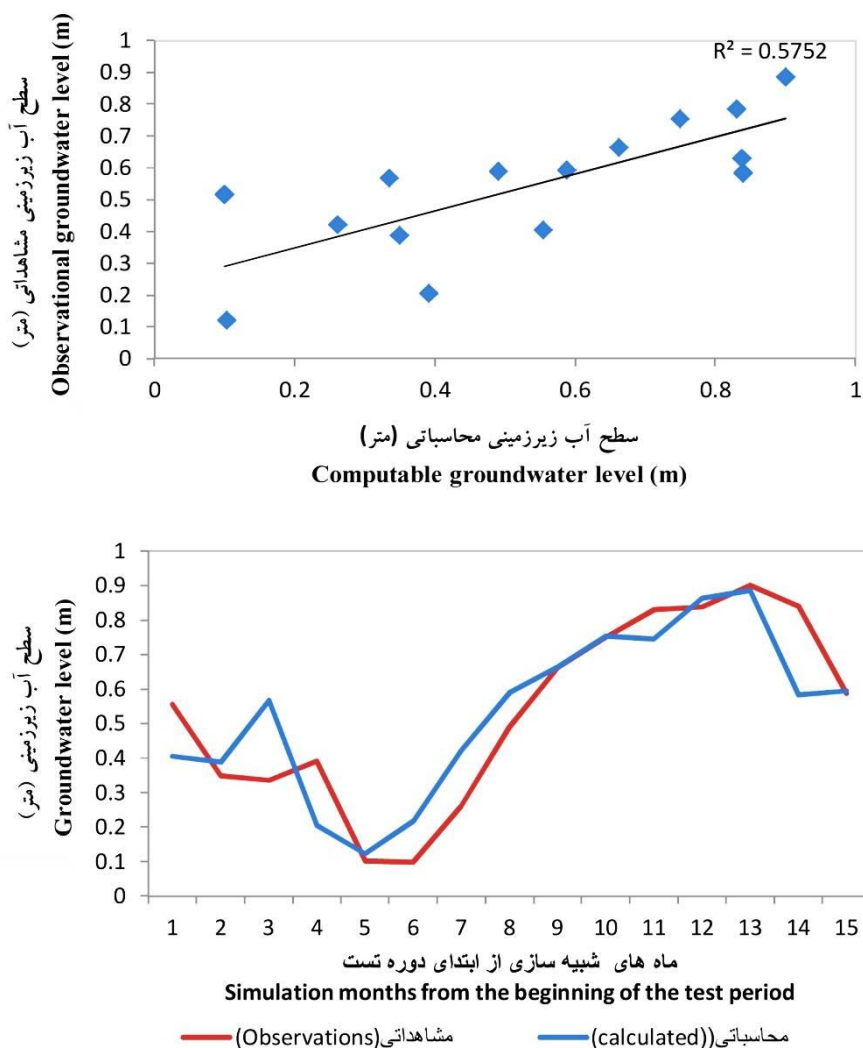 R² = 0.5752
1
0.9
0.8
0.7
0.6
0.5
0.4
0.3
0.2
0.1
0
سطح آب زیرزمینی مشاهداتی (متر)
Observational groundwater level (m)
0 0.2 0.4 0.6 0.8 1
سطح آب زیرزمینی محاسباتی (متر)
Computable groundwater level (m)
1
0.9
0.8
0.7
0.6
0.5
0.4
0.3
0.2
0.1
0
سطح آب زیرزمینی (متر)
Groundwater level (m)
1 2 3 4 5 6 7 8 9 10 11 12 13 14 15
ماه های شبیه سازی از ابتدای دوره تست
Simulation months from the beginning of the test period
مشاهداتی(Observations)
محاسباتی((calculated)